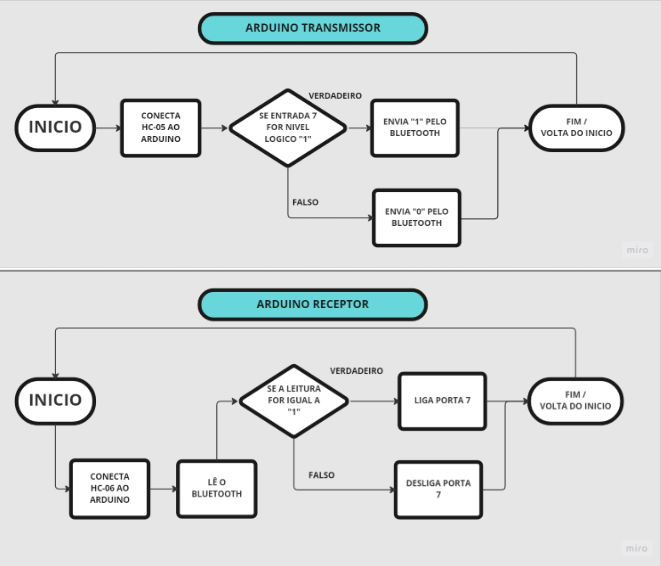 ARDUINO TRANSMISSOR
INICIO
CONECTA
HC-05 AO
ARDUINO
SE ENTRADA 7
FOR NIVEL
LOGICO "1"
VERDADEIRO
ENVIA "1" PELO
BLUETOOTH
FIM /
VOLTA DO INICIO
FALSO
ENVIA "0" PELO
BLUETOOTH
miro
ARDUINO RECEPTOR
INICIO
CONECTA
HC-06 AO
ARDUINO
LÊ O
BLUETOOTH
SE A LEITURA
FOR IGUAL A
"1"
VERDADEIRO
LIGA PORTA 7
FIM /
VOLTA DO INICIO
FALSO
DESLIGA PORTA
7
miro